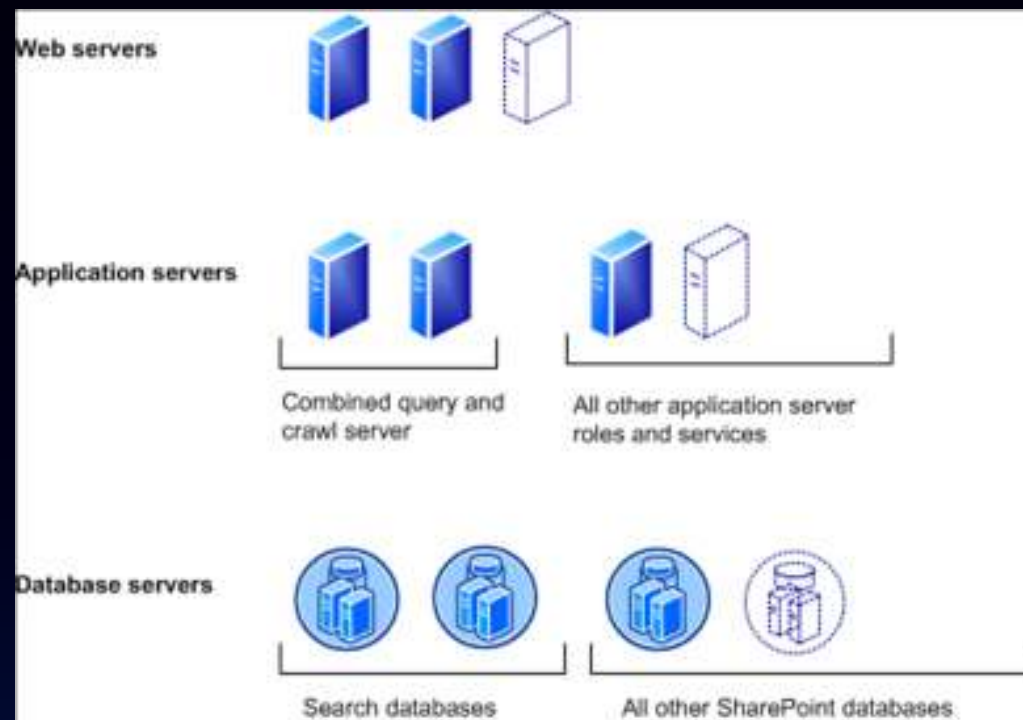 Web servers
Application servers
Combined query and
crawl server
All other application server
roles and services
Database servers
Search databases
All other SharePoint databases